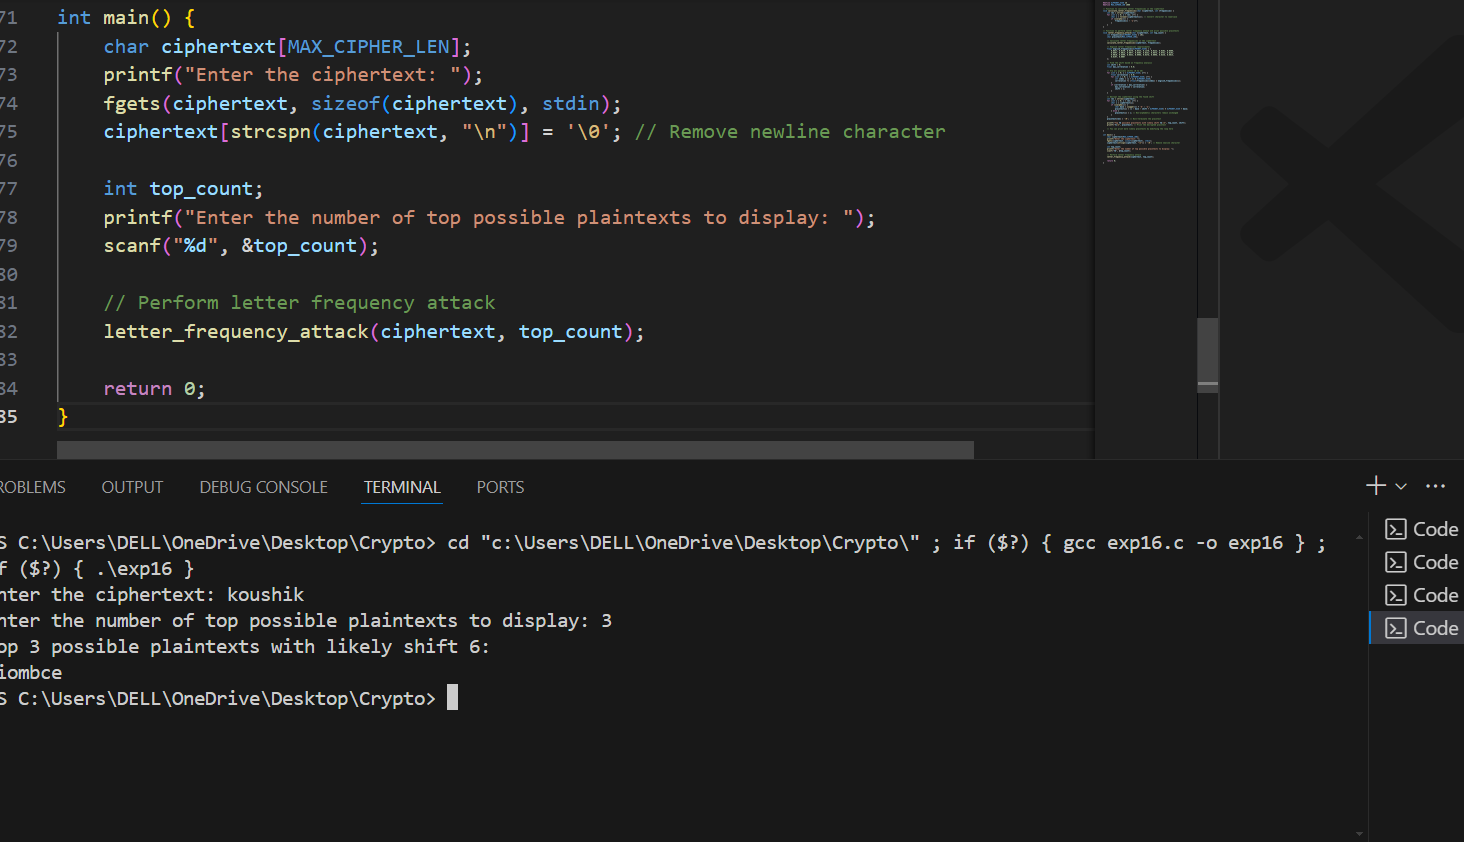 71 int main() {
72 char ciphertext[MAX_CIPHER_LEN];
73 printf("Enter the ciphertext: ");
74 fgets(ciphertext, sizeof(ciphertext), stdin);
75 ciphertext[strcspn(ciphertext, "\n")] = '\0'; // Remove newline character
76
77 int top_count;
78 printf("Enter the number of top possible plaintexts to display: ");
79 scanf("%d", &top_count);
80
81 // Perform letter frequency attack
82 letter_frequency_attack(ciphertext, top_count);
83
84 return 0;
85 }
ROBLEMS OUTPUT DEBUG CONSOLE TERMINAL PORTS
S C:\Users\DELL\OneDrive\Desktop\Crypto> cd "c:\Users\DELL\OneDrive\Desktop\Crypto\" ; if ($?) { gcc exp16.c -o exp16 } ;
f ($?) { .\exp16 }
nter the ciphertext: koushik
nter the number of top possible plaintexts to display: 3
op 3 possible plaintexts with likely shift 6:
iombce
S C:\Users\DELL\OneDrive\Desktop\Crypto>
Code
Code
Code
Code